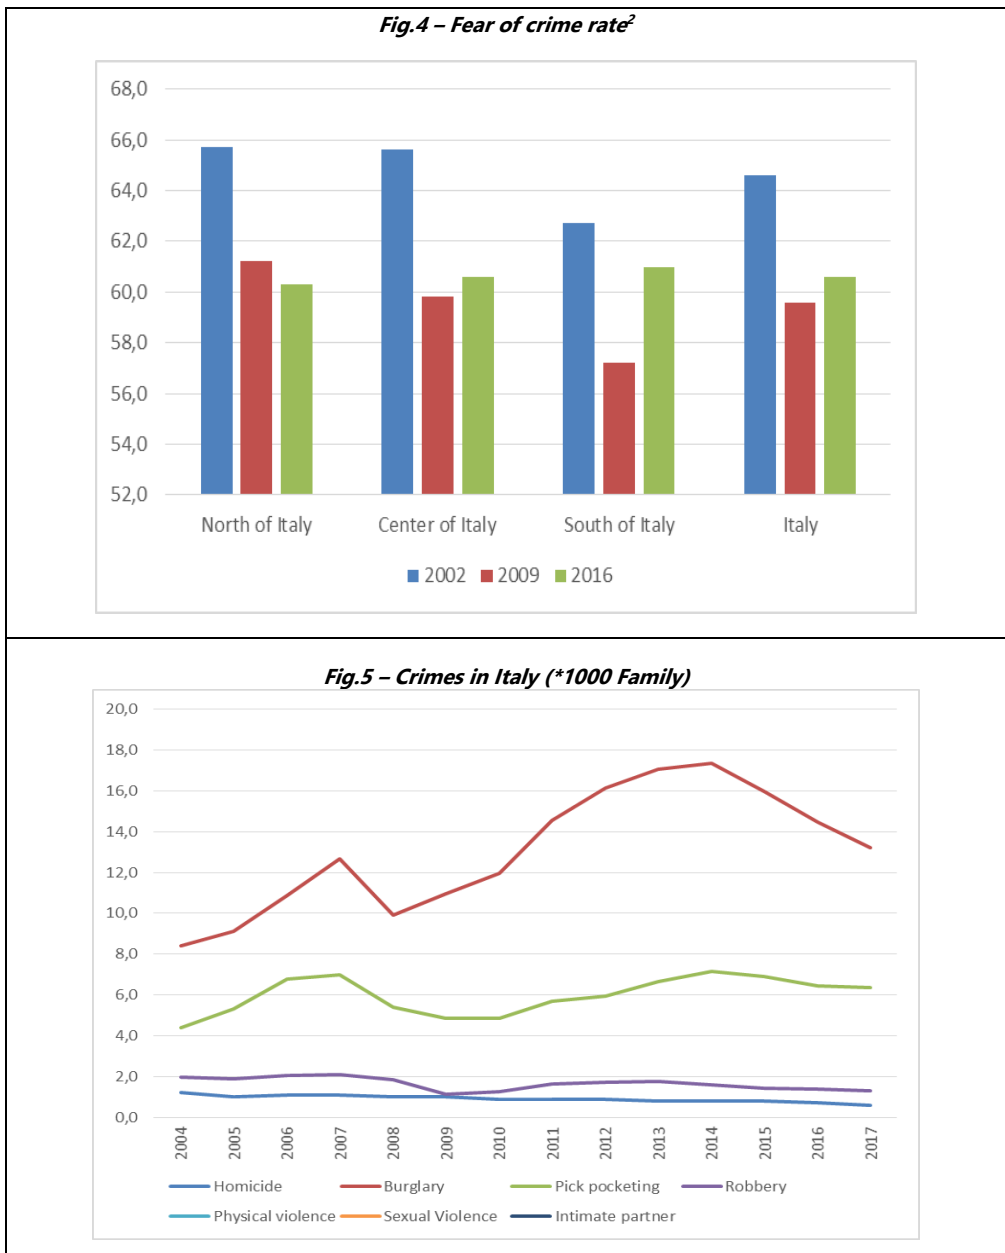 Fig.4 – Fear of crime rate²
68,0
66,0
64,0
62,0
60,0
58,0
56,0
54,0
52,0
North of Italy Center of Italy South of Italy Italy
2002 2009 2016
Fig.5 – Crimes in Italy (*1000 Family)
20,0
18,0
16,0
14,0
12,0
10,0
8,0
6,0
4,0
2,0
0,0
2004 2005 2006 2007 2008 2009 2010 2011 2012 2013 2014 2015 2016 2017
Homicide Burglary Pick pocketing Robbery
Physical violence Sexual Violence Intimate partner